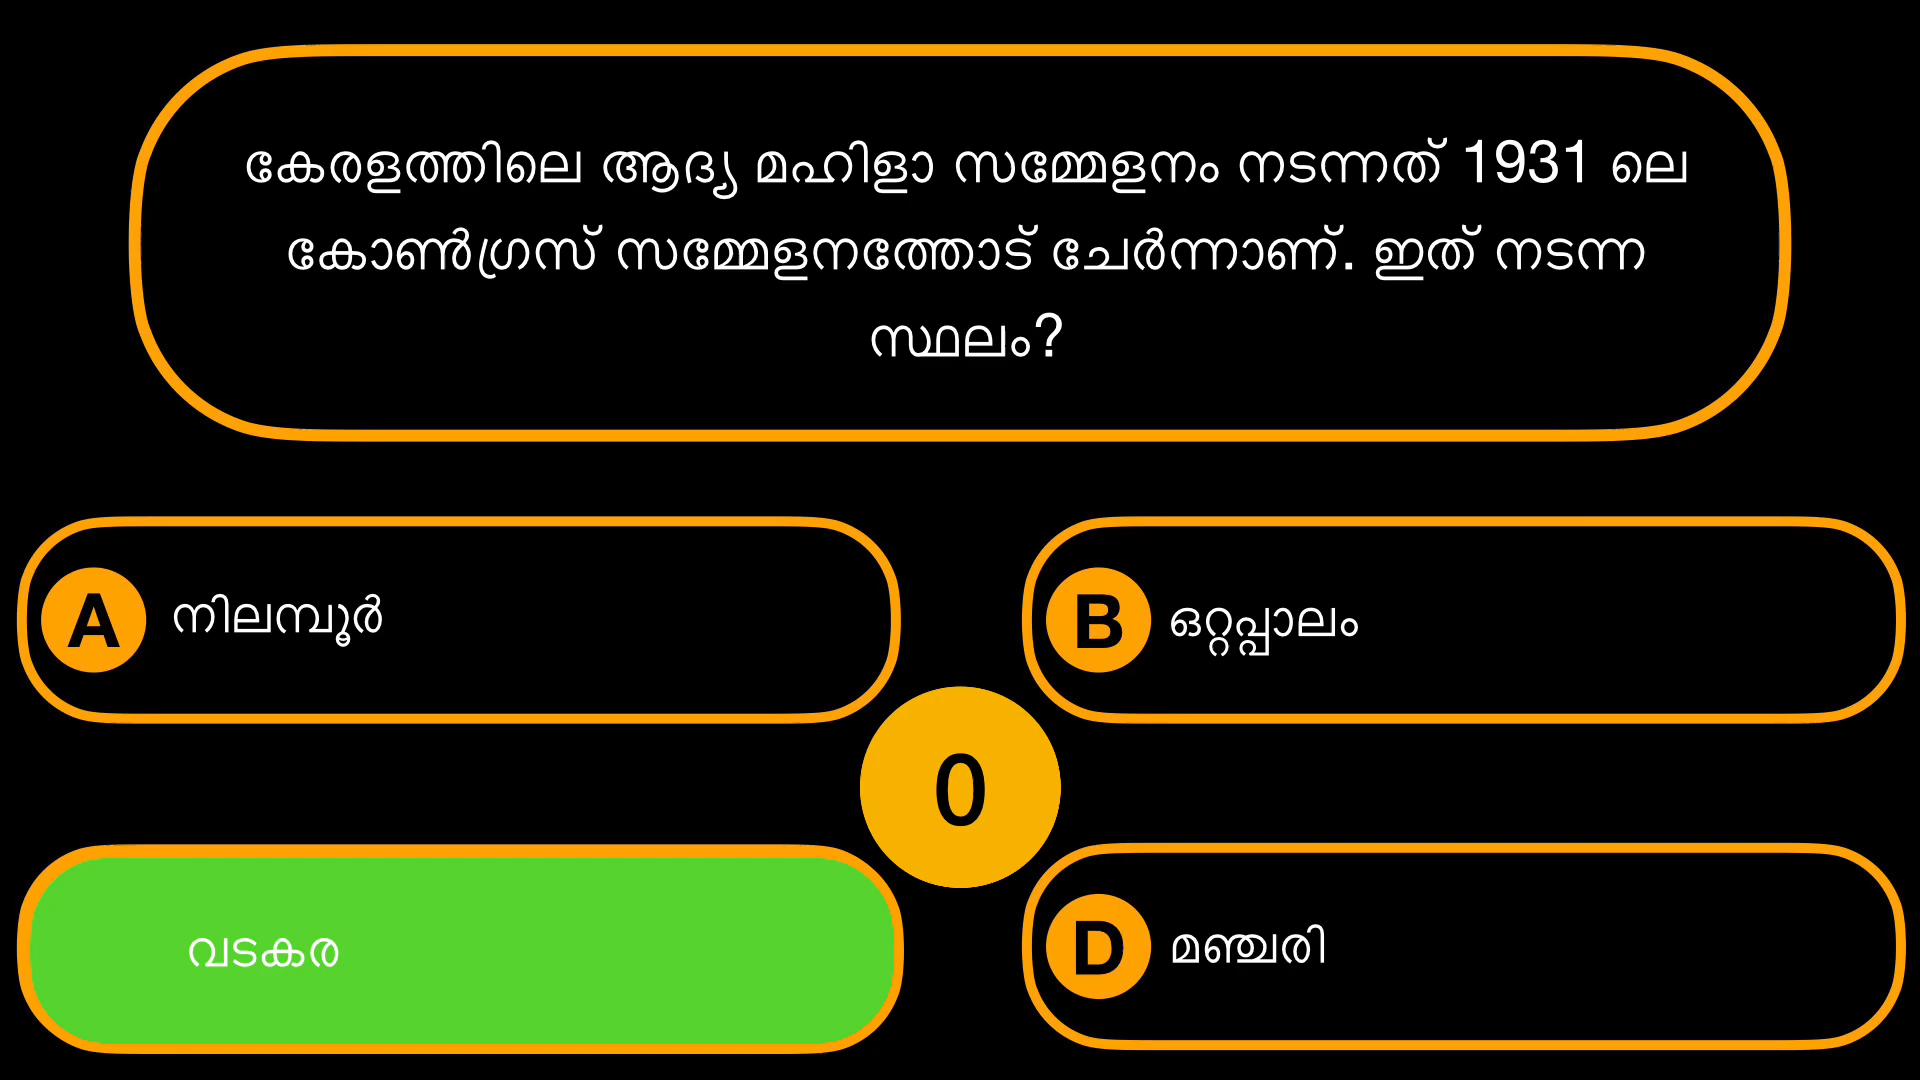 കേരളത്തിലെ ആദ്യ മഹിളാ സമ്മേളനം നടന്നത് 1931 ലെ
കോൺഗ്രസ് സമ്മേളനത്തോട് ചേർന്നാണ്. ഇത് നടന്ന
സ്ഥലം?
A നിലമ്പൂർ
B ഒറ്റപ്പാലം
0
വടകര
D മഞ്ചരി